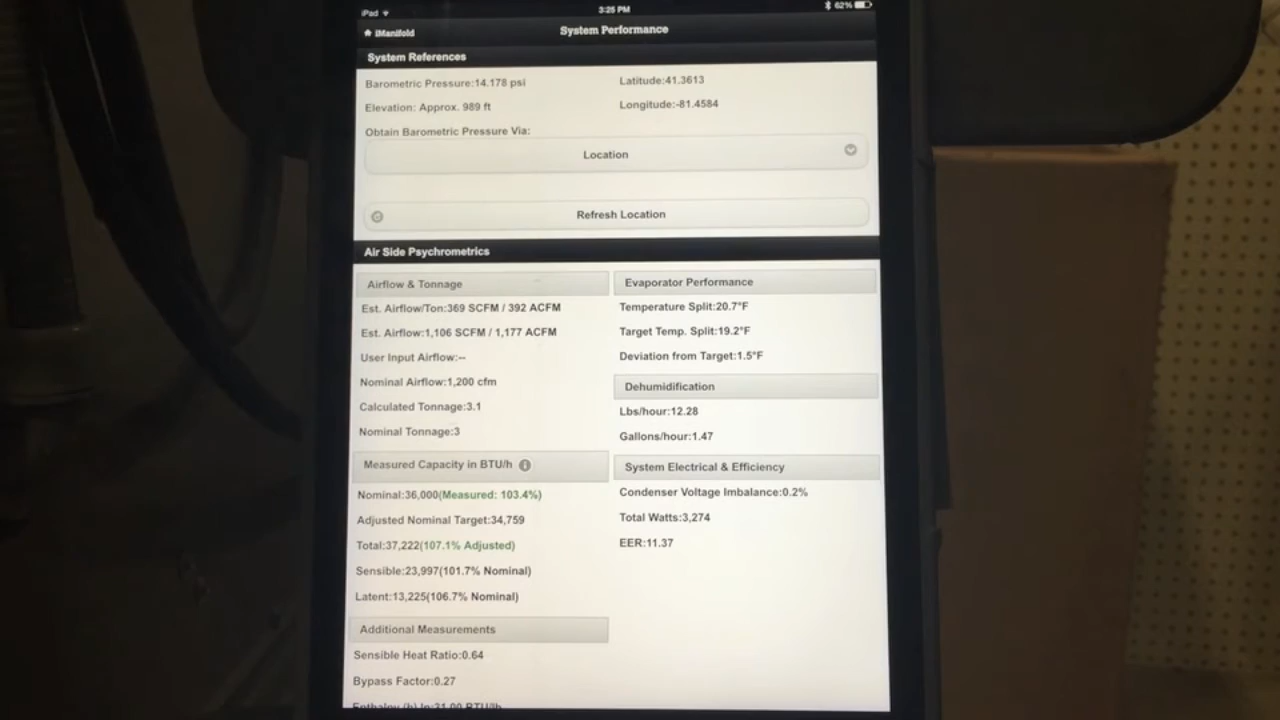 iPad 3:25 PM 62%
iManifold System Performance
System References
Barometric Pressure:14.178 psi Latitude:41.3613
Elevation: Approx. 989 ft Longitude:-81.4584
Obtain Barometric Pressure Via:
Location
Refresh Location
Air Side Psychrometrics
Airflow & Tonnage
Est. Airflow/Ton:369 SCFM / 392 ACFM
Est. Airflow:1,106 SCFM / 1,177 ACFM
User Input Airflow:--
Nominal Airflow:1,200 cfm
Calculated Tonnage:3.1
Nominal Tonnage:3
Measured Capacity in BTU/h
Nominal:36,000(Measured: 103.4%)
Adjusted Nominal Target:34,759
Total:37,222(107.1% Adjusted)
Sensible:23,997(101.7% Nominal)
Latent:13,225(106.7% Nominal)
Additional Measurements
Sensible Heat Ratio:0.64
Bypass Factor:0.27
Enthalpy (h) In:31.00 BTU/lb
Evaporator Performance
Temperature Split:20.7°F
Target Temp. Split:19.2°F
Deviation from Target:1.5°F
Dehumidification
Lbs/hour:12.28
Gallons/hour:1.47
System Electrical & Efficiency
Condenser Voltage Imbalance:0.2%
Total Watts:3,274
EER:11.37